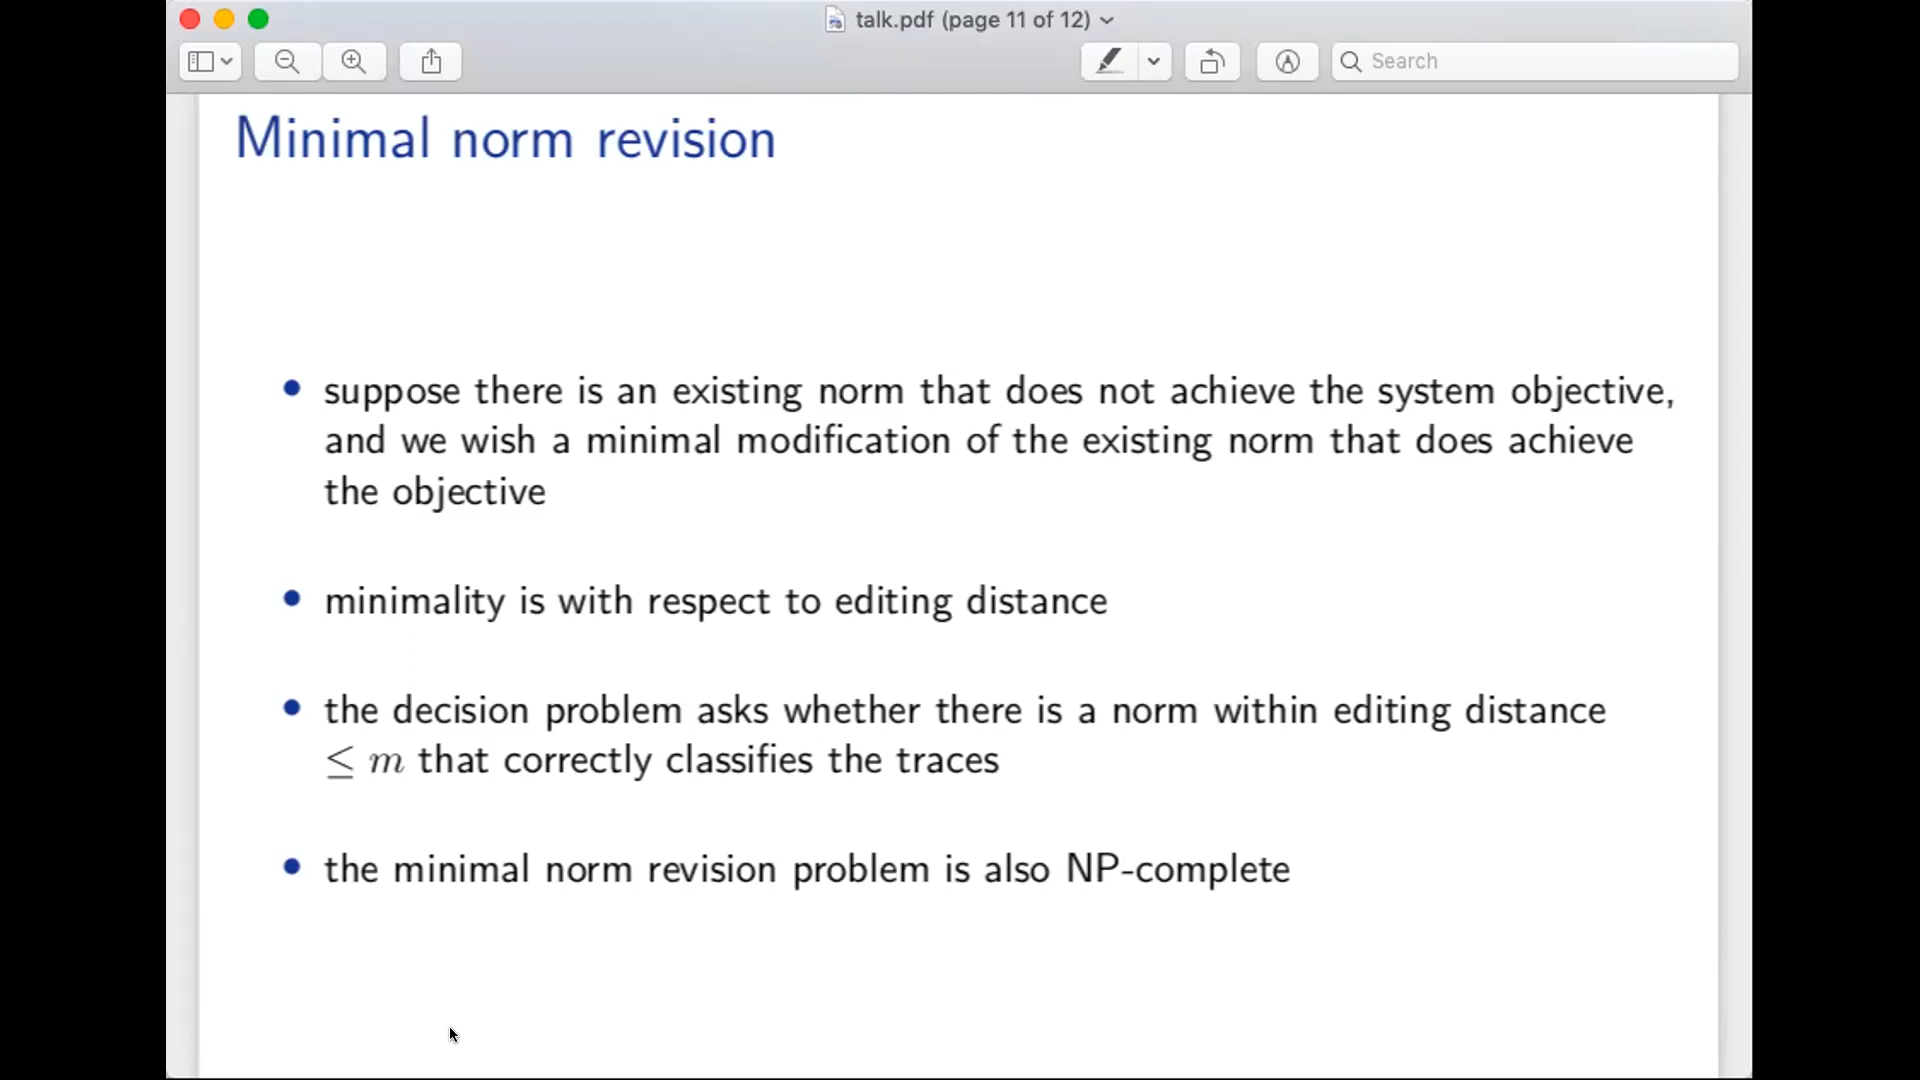 talk.pdf (page 11 of 12)
Search
Minimal norm revision
• suppose there is an existing norm that does not achieve the system objective,
and we wish a minimal modification of the existing norm that does achieve
the objective
• minimality is with respect to editing distance
• the decision problem asks whether there is a norm within editing distance
≤ m that correctly classifies the traces
• the minimal norm revision problem is also NP-complete